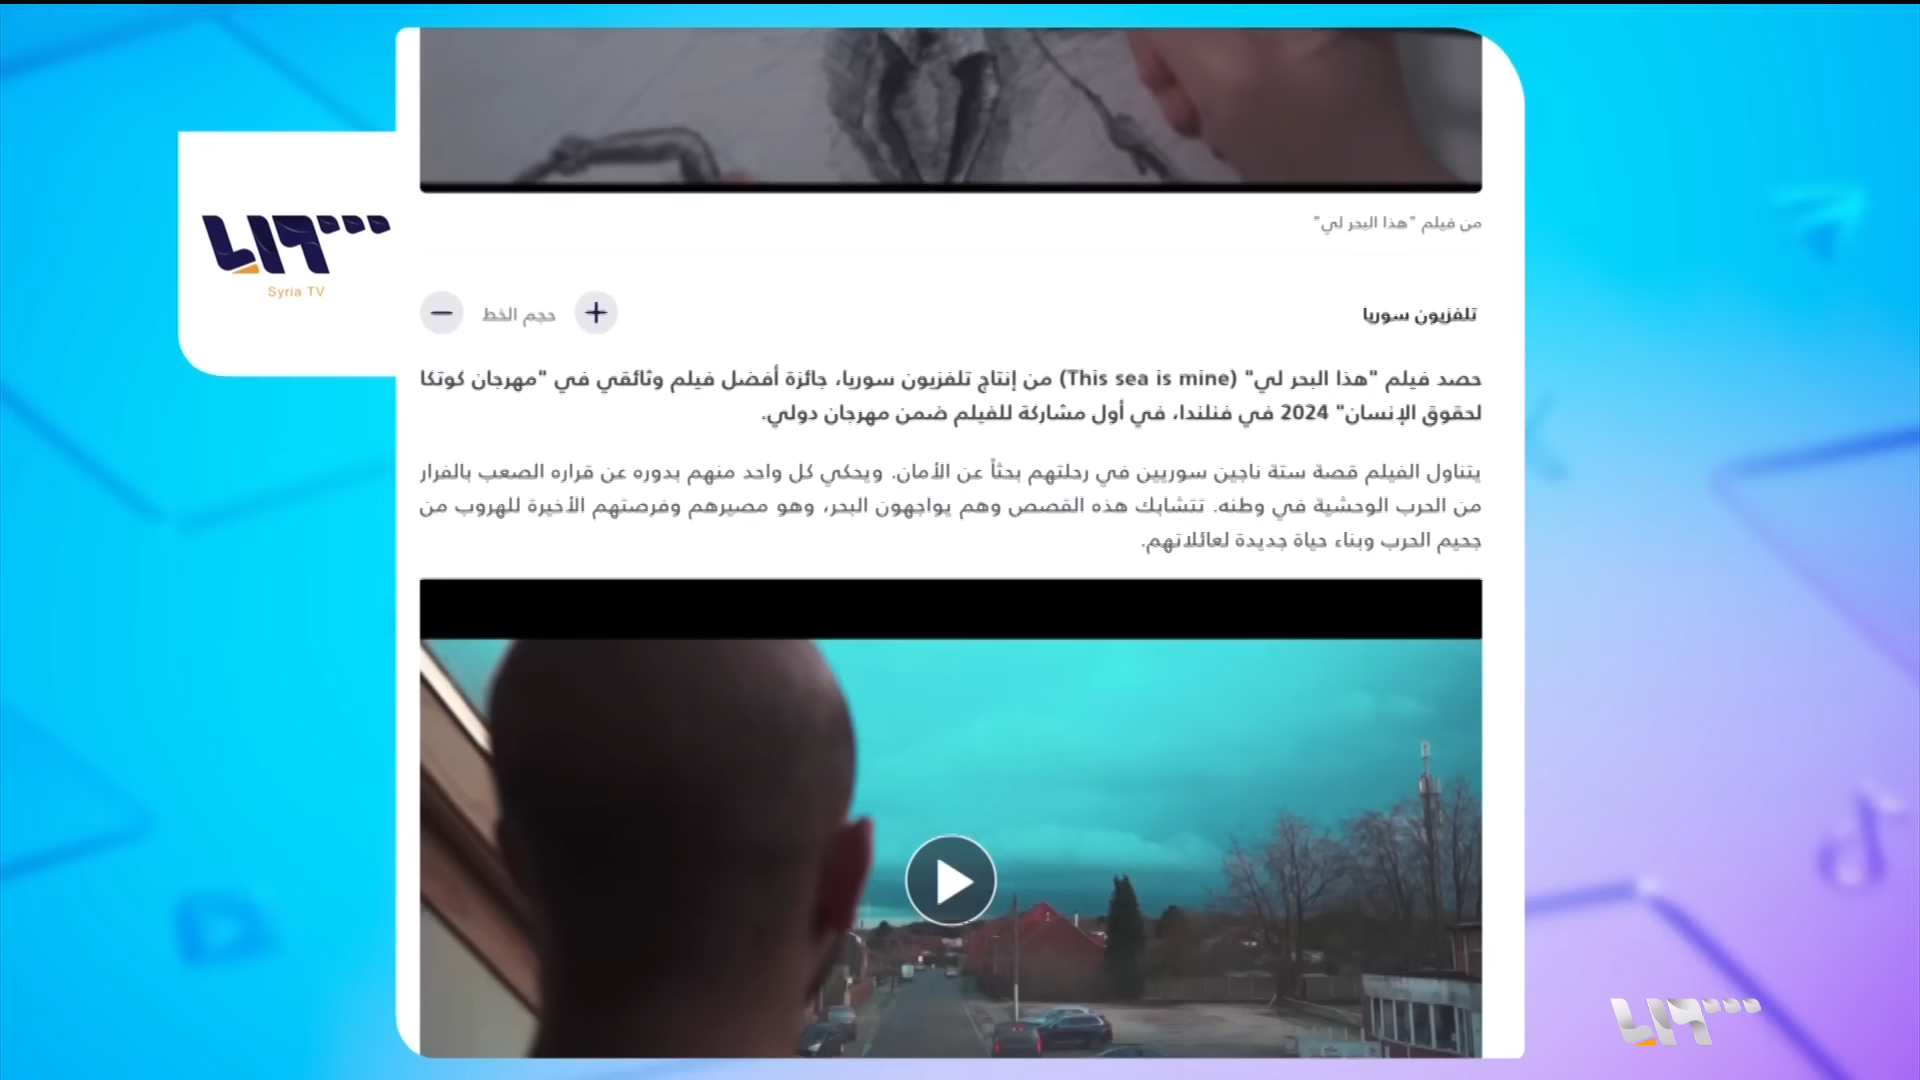 من فيلم "هذا البحر لي"
Syria TV
تلفزيون سوريا
+ حجم الخط −
حصد فيلم "هذا البحر لي" (This sea is mine) من إنتاج تلفزيون سوريا، جائزة أفضل فيلم وثائقي في "مهرجان كوتكا
لحقوق الإنسان" 2024 في فنلندا، في أول مشاركة للفيلم ضمن مهرجان دولي.
يتناول الفيلم قصة ستة ناجين سوريين في رحلتهم بحثاً عن الأمان. ويحكي كل واحد منهم بدوره عن قراره الصعب بالفرار
من الحرب الوحشية في وطنه. تتشابك هذه القصص وهم يواجهون البحر، وهو مصيرهم وفرصتهم الأخيرة للهروب من
جحيم الحرب وبناء حياة جديدة لعائلاتهم.